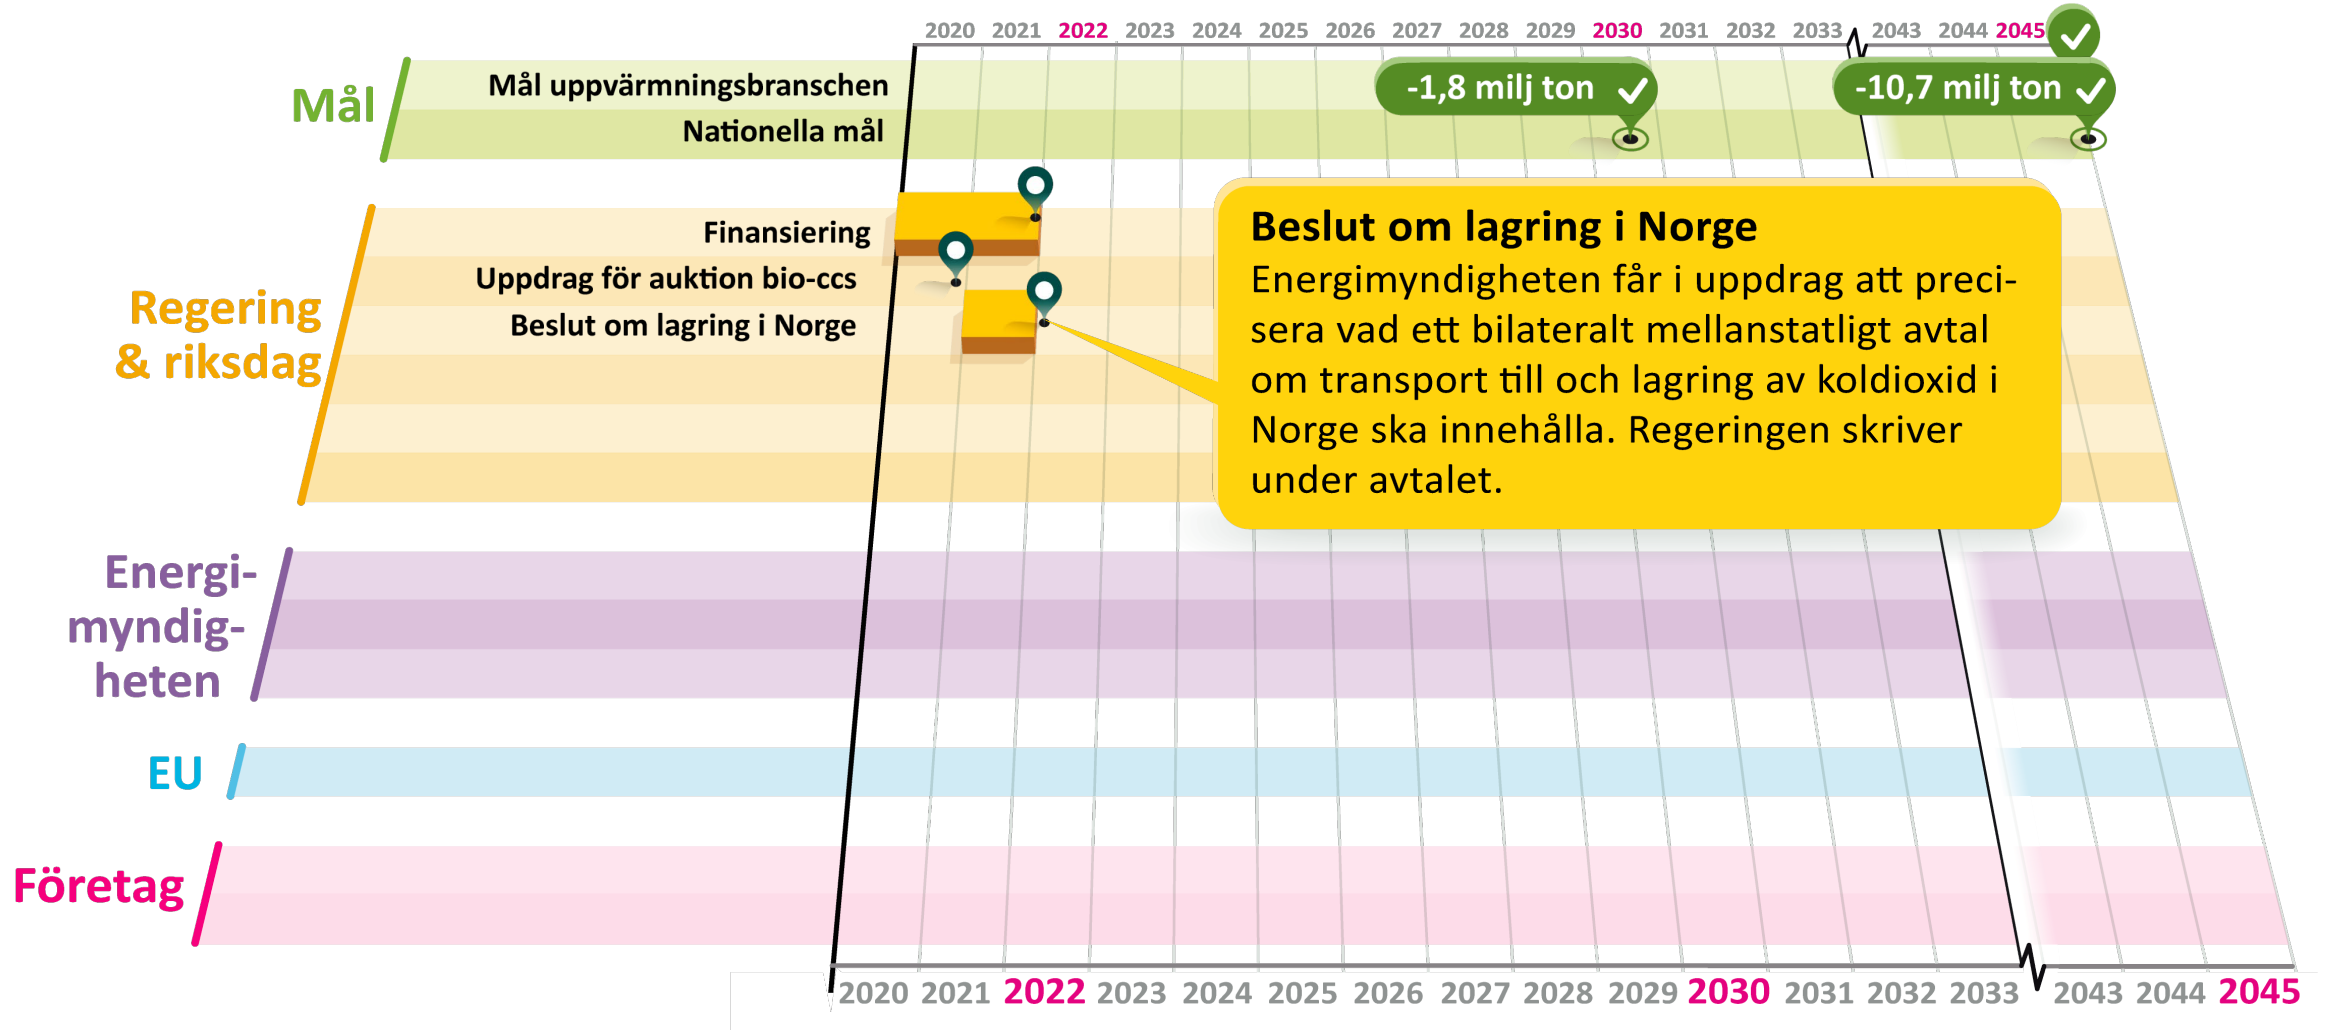 2020 2021 2022 2023 2024 2025 2026 2027 2028 2029 2030 2031 2032 2033 2043 2044 2045
Mål
Mål uppvärmningsbranschen
-1,8 milj ton
-10,7 milj ton
Nationella mål
Regering
& riksdag
Finansiering
Uppdrag för auktion bio-ccs
Beslut om lagring i Norge
Beslut om lagring i Norge
Energimyndigheten får i uppdrag att preci-
sera vad ett bilateralt mellanstatligt avtal
om transport till och lagring av koldioxid i
Norge ska innehålla. Regeringen skriver
under avtalet.
Energi-
myndig-
heten
EU
Företag
2020 2021 2022 2023 2024 2025 2026 2027 2028 2029 2030 2031 2032 2033 2043 2044 2045